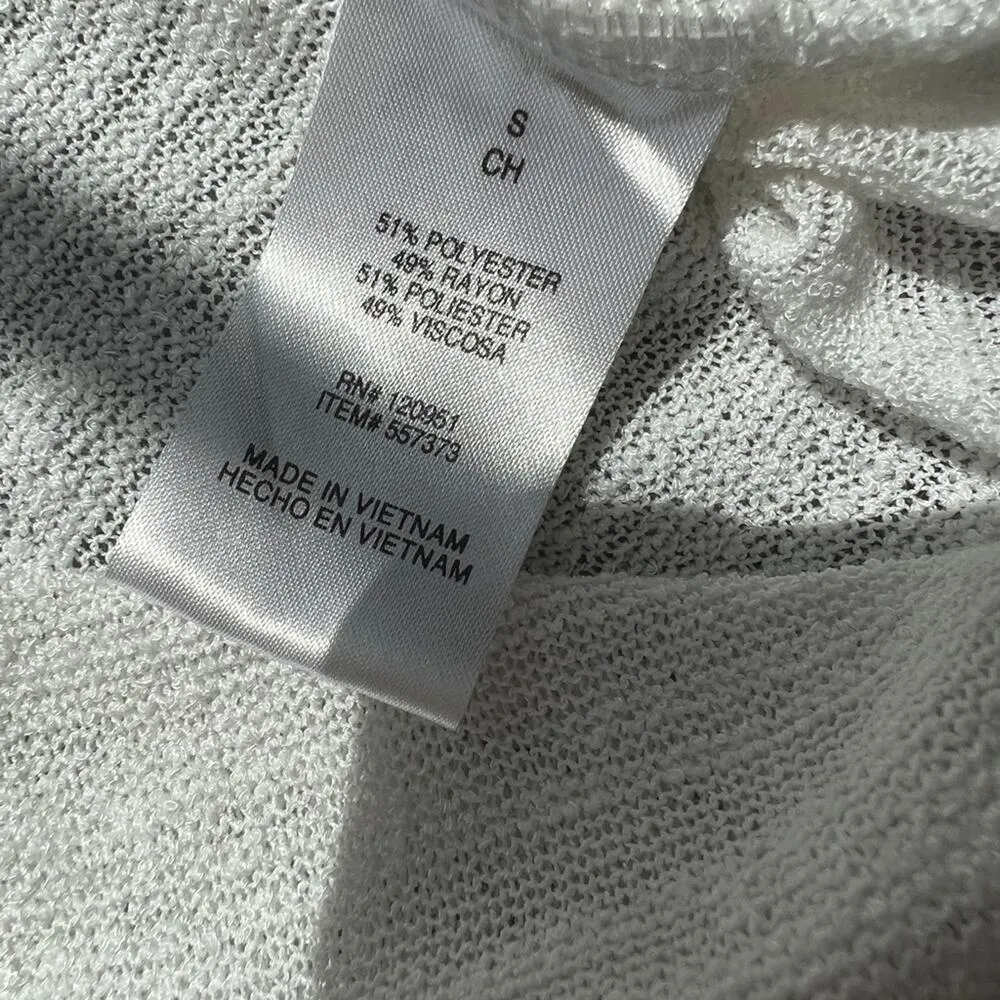 S
CH
51% POLYESTER
49% RAYON
51% POLIESTER
49% VISCOSA
RN# 120951
ITEM# 557373
MADE IN VIETNAM
HECHO EN VIETNAM